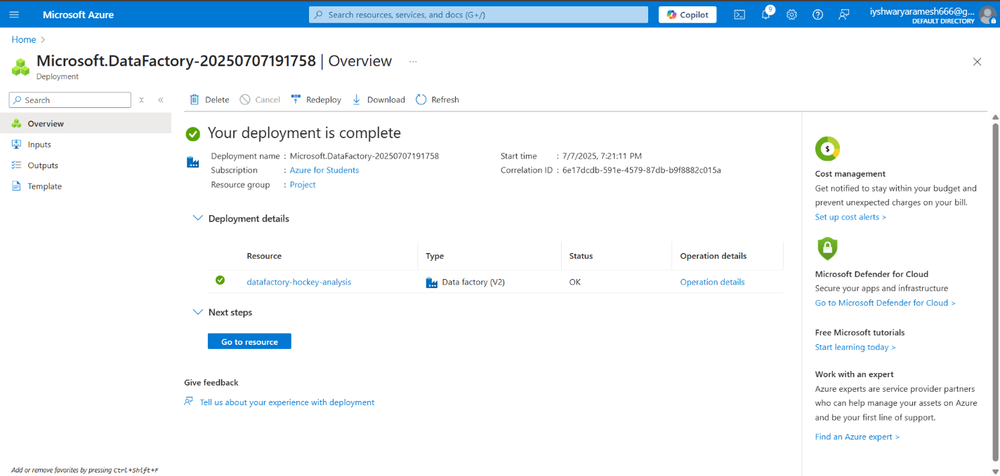 Microsoft Azure
Search resources, services, and docs (G+/)
Copilot
9
iyshwaryaramesh666@g...
DEFAULT DIRECTORY
Home
Microsoft.DataFactory-20250707191758 | Overview ...
Deployment
Search
Delete
Cancel
Redeploy
Download
Refresh
Overview
Inputs
Outputs
Template
Your deployment is complete
Deployment name : Microsoft.DataFactory-20250707191758
Subscription : Azure for Students
Resource group : Project
Start time : 7/7/2025, 7:21:11 PM
Correlation ID : 6e17dcdb-591e-4579-87db-b9f8882c015a
Deployment details
Resource Type Status Operation details
datafactory-hockey-analysis Data factory (V2) OK Operation details
Next steps
Go to resource
Give feedback
Tell us about your experience with deployment
$
Cost management
Get notified to stay within your budget and
prevent unexpected charges on your bill.
Set up cost alerts >
Microsoft Defender for Cloud
Secure your apps and infrastructure
Go to Microsoft Defender for Cloud >
Free Microsoft tutorials
Start learning today >
Work with an expert
Azure experts are service provider partners
who can help manage your assets on Azure
and be your first line of support.
Find an Azure expert >
Add or remove favorites by pressing Ctrl+Shift+F